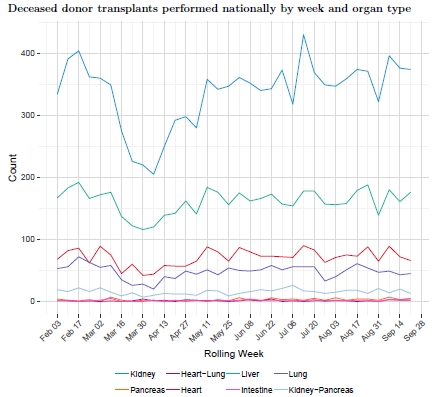 Deceased donor transplants performed nationally by week and organ type
400
300
200
100
0
Count
Feb 03
Feb 17
Mar 02
Mar 16
Mar 30
Apr 13
Apr 27
May 11
May 25
Jun 08
Jun 22
Jul 06
Jul 20
Aug 03
Aug 17
Aug 31
Sep 14
Sep 28
Rolling Week
Kidney Heart-Lung Liver Lung
Pancreas Heart Intestine Kidney-Pancreas